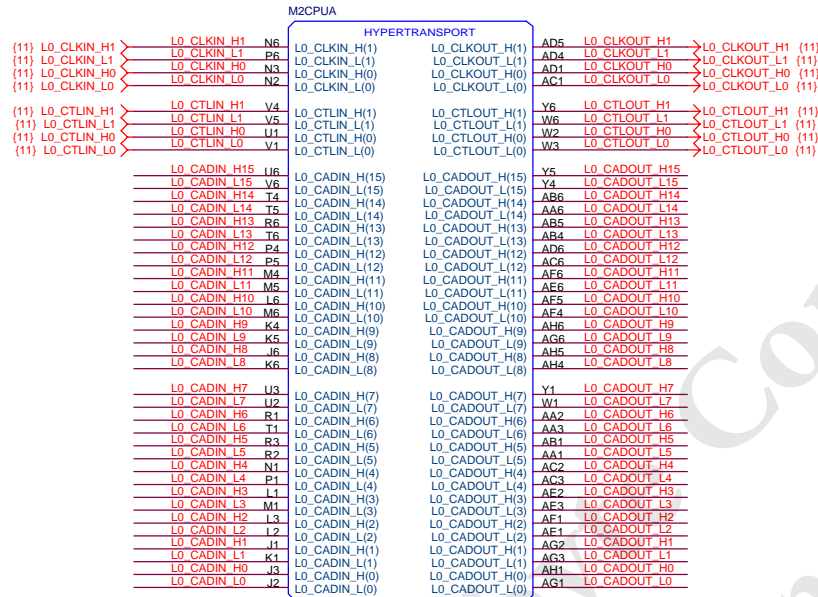 M2CPUA
HYPERTRANSPORT
{11} L0_CLKIN_H1 L0_CLKIN_H1 N6 L0_CLKIN_H(1) L0_CLKOUT_H(1) AD5 L0_CLKOUT_H1 L0_CLKOUT_H1 {11}
{11} L0_CLKIN_L1 L0_CLKIN_L1 P6 L0_CLKIN_L(1) L0_CLKOUT_L(1) AD4 L0_CLKOUT_L1 L0_CLKOUT_L1 {11}
{11} L0_CLKIN_H0 L0_CLKIN_H0 N3 L0_CLKIN_H(0) L0_CLKOUT_H(0) AD1 L0_CLKOUT_H0 L0_CLKOUT_H0 {11}
{11} L0_CLKIN_L0 L0_CLKIN_L0 N2 L0_CLKIN_L(0) L0_CLKOUT_L(0) AC1 L0_CLKOUT_L0 L0_CLKOUT_L0 {11}
{11} L0_CTLIN_H1 L0_CTLIN_H1 V4 L0_CTLIN_H(1) L0_CTLOUT_H(1) Y6 L0_CTLOUT_H1 L0_CTLOUT_H1 {11}
{11} L0_CTLIN_L1 L0_CTLIN_L1 V5 L0_CTLIN_L(1) L0_CTLOUT_L(1) W6 L0_CTLOUT_L1 L0_CTLOUT_L1 {11}
{11} L0_CTLIN_H0 L0_CTLIN_H0 U1 L0_CTLIN_H(0) L0_CTLOUT_H(0) W2 L0_CTLOUT_H0 L0_CTLOUT_H0 {11}
{11} L0_CTLIN_L0 L0_CTLIN_L0 V1 L0_CTLIN_L(0) L0_CTLOUT_L(0) W3 L0_CTLOUT_L0 L0_CTLOUT_L0 {11}
L0_CADIN_H15 U6 L0_CADIN_H(15) L0_CADOUT_H(15) Y5 L0_CADOUT_H15
L0_CADIN_L15 V6 L0_CADIN_L(15) L0_CADOUT_L(15) Y4 L0_CADOUT_L15
L0_CADIN_H14 T4 L0_CADIN_H(14) L0_CADOUT_H(14) AB6 L0_CADOUT_H14
L0_CADIN_L14 T5 L0_CADIN_L(14) L0_CADOUT_L(14) AA6 L0_CADOUT_L14
L0_CADIN_H13 R6 L0_CADIN_H(13) L0_CADOUT_H(13) AB5 L0_CADOUT_H13
L0_CADIN_L13 T6 L0_CADIN_L(13) L0_CADOUT_L(13) AB4 L0_CADOUT_L13
L0_CADIN_H12 P4 L0_CADIN_H(12) L0_CADOUT_H(12) AD6 L0_CADOUT_H12
L0_CADIN_L12 P5 L0_CADIN_L(12) L0_CADOUT_L(12) AC6 L0_CADOUT_L12
L0_CADIN_H11 M4 L0_CADIN_H(11) L0_CADOUT_H(11) AF6 L0_CADOUT_H11
L0_CADIN_L11 M5 L0_CADIN_L(11) L0_CADOUT_L(11) AE6 L0_CADOUT_L11
L0_CADIN_H10 L6 L0_CADIN_H(10) L0_CADOUT_H(10) AF5 L0_CADOUT_H10
L0_CADIN_L10 M6 L0_CADIN_L(10) L0_CADOUT_L(10) AF4 L0_CADOUT_L10
L0_CADIN_H9 K4 L0_CADIN_H(9) L0_CADOUT_H(9) AH6 L0_CADOUT_H9
L0_CADIN_L9 K5 L0_CADIN_L(9) L0_CADOUT_L(9) AG6 L0_CADOUT_L9
L0_CADIN_H8 J6 L0_CADIN_H(8) L0_CADOUT_H(8) AH5 L0_CADOUT_H8
L0_CADIN_L8 K6 L0_CADIN_L(8) L0_CADOUT_L(8) AH4 L0_CADOUT_L8
L0_CADIN_H7 U3 L0_CADIN_H(7) L0_CADOUT_H(7) Y1 L0_CADOUT_H7
L0_CADIN_L7 U2 L0_CADIN_L(7) L0_CADOUT_L(7) W1 L0_CADOUT_L7
L0_CADIN_H6 R1 L0_CADIN_H(6) L0_CADOUT_H(6) AA2 L0_CADOUT_H6
L0_CADIN_L6 T1 L0_CADIN_L(6) L0_CADOUT_L(6) AA3 L0_CADOUT_L6
L0_CADIN_H5 R3 L0_CADIN_H(5) L0_CADOUT_H(5) AB1 L0_CADOUT_H5
L0_CADIN_L5 R2 L0_CADIN_L(5) L0_CADOUT_L(5) AA1 L0_CADOUT_L5
L0_CADIN_H4 N1 L0_CADIN_H(4) L0_CADOUT_H(4) AC2 L0_CADOUT_H4
L0_CADIN_L4 P1 L0_CADIN_L(4) L0_CADOUT_L(4) AC3 L0_CADOUT_L4
L0_CADIN_H3 L1 L0_CADIN_H(3) L0_CADOUT_H(3) AE2 L0_CADOUT_H3
L0_CADIN_L3 M1 L0_CADIN_L(3) L0_CADOUT_L(3) AE3 L0_CADOUT_L3
L0_CADIN_H2 L3 L0_CADIN_H(2) L0_CADOUT_H(2) AF1 L0_CADOUT_H2
L0_CADIN_L2 L2 L0_CADIN_L(2) L0_CADOUT_L(2) AE1 L0_CADOUT_L2
L0_CADIN_H1 J1 L0_CADIN_H(1) L0_CADOUT_H(1) AG2 L0_CADOUT_H1
L0_CADIN_L1 K1 L0_CADIN_L(1) L0_CADOUT_L(1) AG3 L0_CADOUT_L1
L0_CADIN_H0 J3 L0_CADIN_H(0) L0_CADOUT_H(0) AH1 L0_CADOUT_H0
L0_CADIN_L0 J2 L0_CADIN_L(0) L0_CADOUT_L(0) AG1 L0_CADOUT_L0